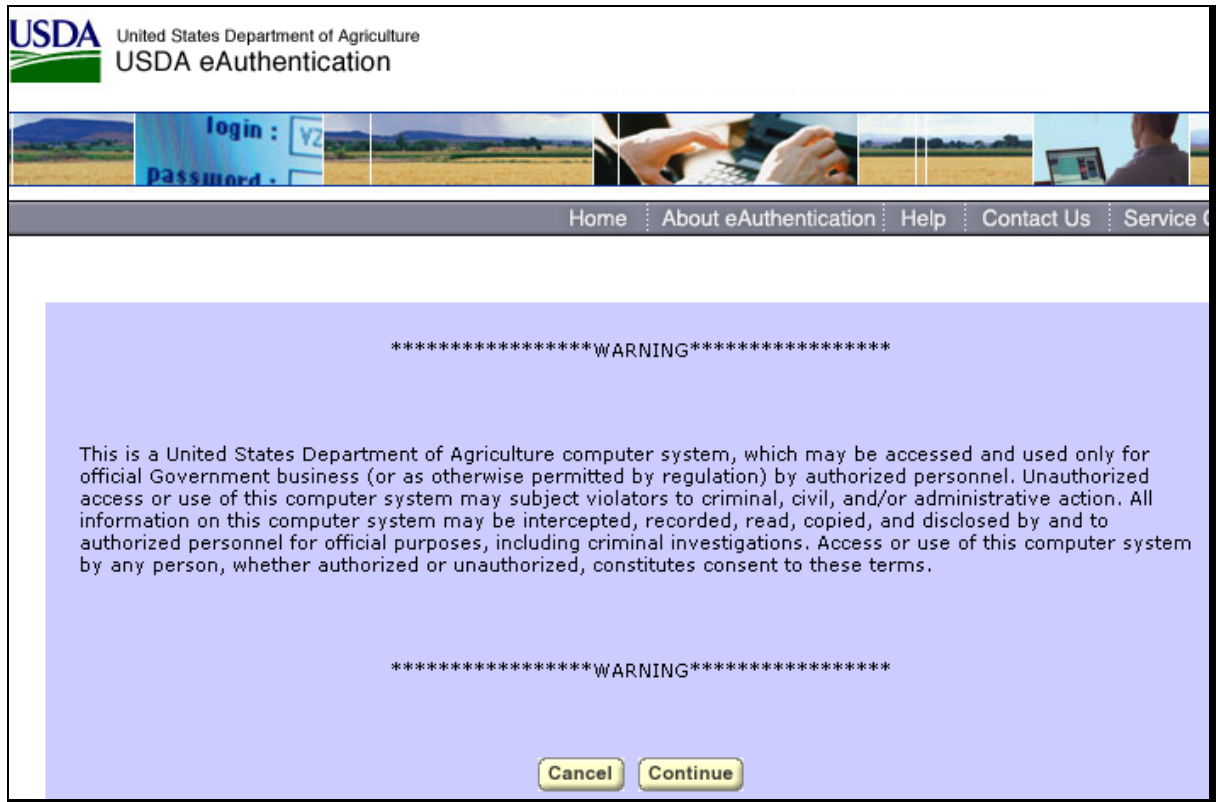 USDA
United States Department of Agriculture
USDA eAuthentication
login :
password :
Home
About eAuthentication
Help
Contact Us
Service
*****************WARNING*****************
This is a United States Department of Agriculture computer system, which may be accessed and used only for
official Government business (or as otherwise permitted by regulation) by authorized personnel. Unauthorized
access or use of this computer system may subject violators to criminal, civil, and/or administrative action. All
information on this computer system may be intercepted, recorded, read, copied, and disclosed by and to
authorized personnel for official purposes, including criminal investigations. Access or use of this computer system
by any person, whether authorized or unauthorized, constitutes consent to these terms.
*****************WARNING*****************
Cancel
Continue